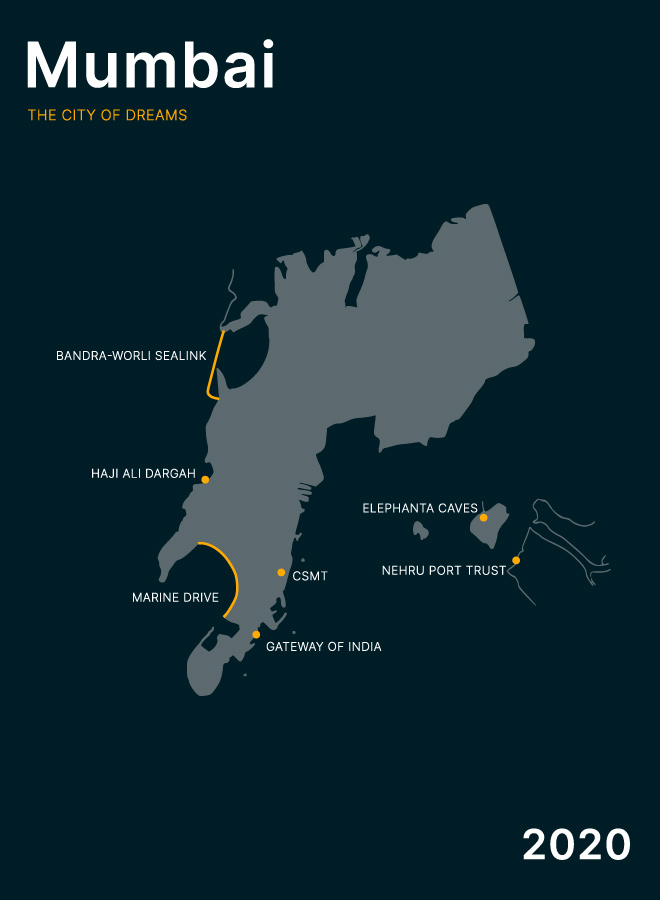 Mumbai
THE CITY OF DREAMS
BANDRA-WORLI SEALINK
HAJI ALI DARGAH
ELEPHANTA CAVES
NEHRU PORT TRUST
CSMT
MARINE DRIVE
GATEWAY OF INDIA
2020